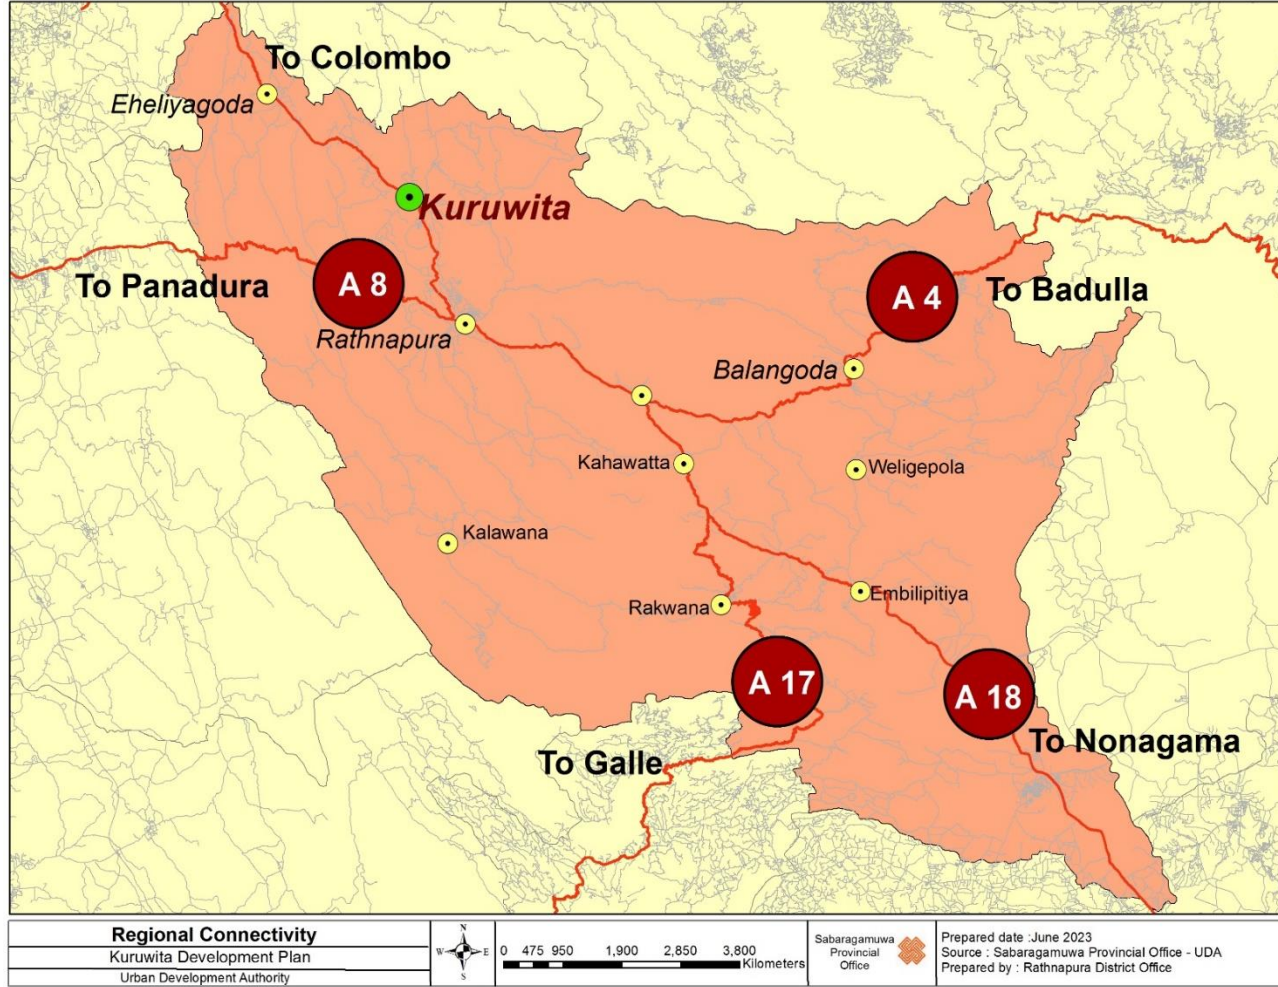 To Colombo
Eheliyagoda
Kuruwita
To Panadura
A 8
A 4
To Badulla
Rathnapura
Balangoda
Kahawatta
Weligepola
Kalawana
Rakwana
Embilipitiya
A 17
A 18
To Galle
To Nonagama
Regional Connectivity
Kuruwita Development Plan
Urban Development Authority
N
W E
S
0 475 950 1,900 2,850 3,800
Kilometers
Sabaragamuwa
Provincial
Office
Prepared date :June 2023
Source : Sabaragamuwa Provincial Office - UDA
Prepared by : Rathnapura District Office